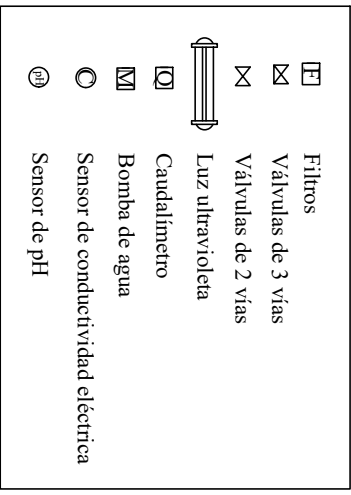 F Filtros
Válvulas de 3 vías
Válvulas de 2 vías
Luz ultravioleta
Q Caudalímetro
M Bomba de agua
C Sensor de conductividad eléctrica
pH Sensor de pH